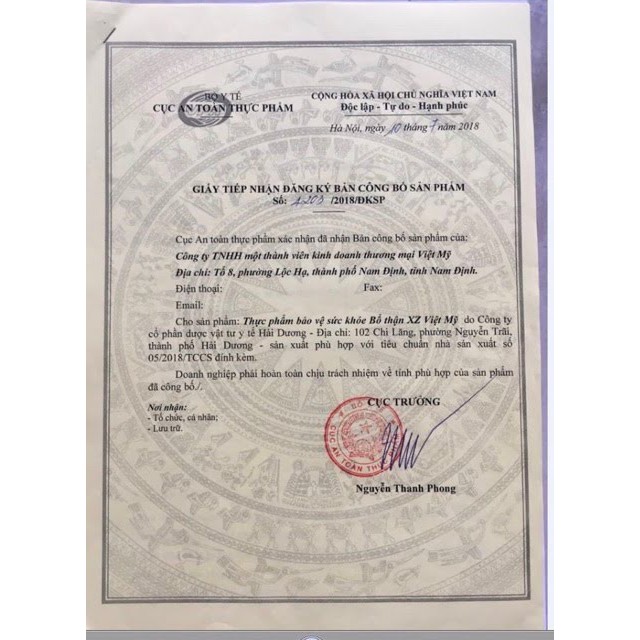 BỘ Y TẾ
CỤC AN TOÀN THỰC PHẨM
CỘNG HÒA XÃ HỘI CHỦ NGHĨA VIỆT NAM
Độc lập - Tự do - Hạnh phúc
Hà Nội, ngày 10 tháng 7 năm 2018
GIẤY TIẾP NHẬN ĐĂNG KÝ BẢN CÔNG BỐ SẢN PHẨM
Số: /2018/ĐKSP
Cục An toàn thực phẩm xác nhận đã nhận Bản công bố sản phẩm của:
Công ty TNHH một thành viên kinh doanh thương mại Việt Mỹ
Địa chỉ: Tổ 8, phường Lộc Hạ, thành phố Nam Định, tỉnh Nam Định.
Điện thoại: Fax:
Email:
Cho sản phẩm: Thực phẩm bảo vệ sức khỏe Bổ thận XZ Việt Mỹ do Công ty
cổ phần dược vật tư y tế Hải Dương - Địa chỉ: 102 Chi Lăng, phường Nguyễn Trãi,
thành phố Hải Dương - sản xuất phù hợp với tiêu chuẩn nhà sản xuất số
05/2018/TCCS đính kèm.
Doanh nghiệp phải hoàn toàn chịu trách nhiệm về tính phù hợp của sản phẩm
đã công bố./.
Nơi nhận:
- Tổ chức, cá nhân;
- Lưu trữ.
CỤC TRƯỞNG
CỤC AN TOÀN
Nguyễn Thanh Phong